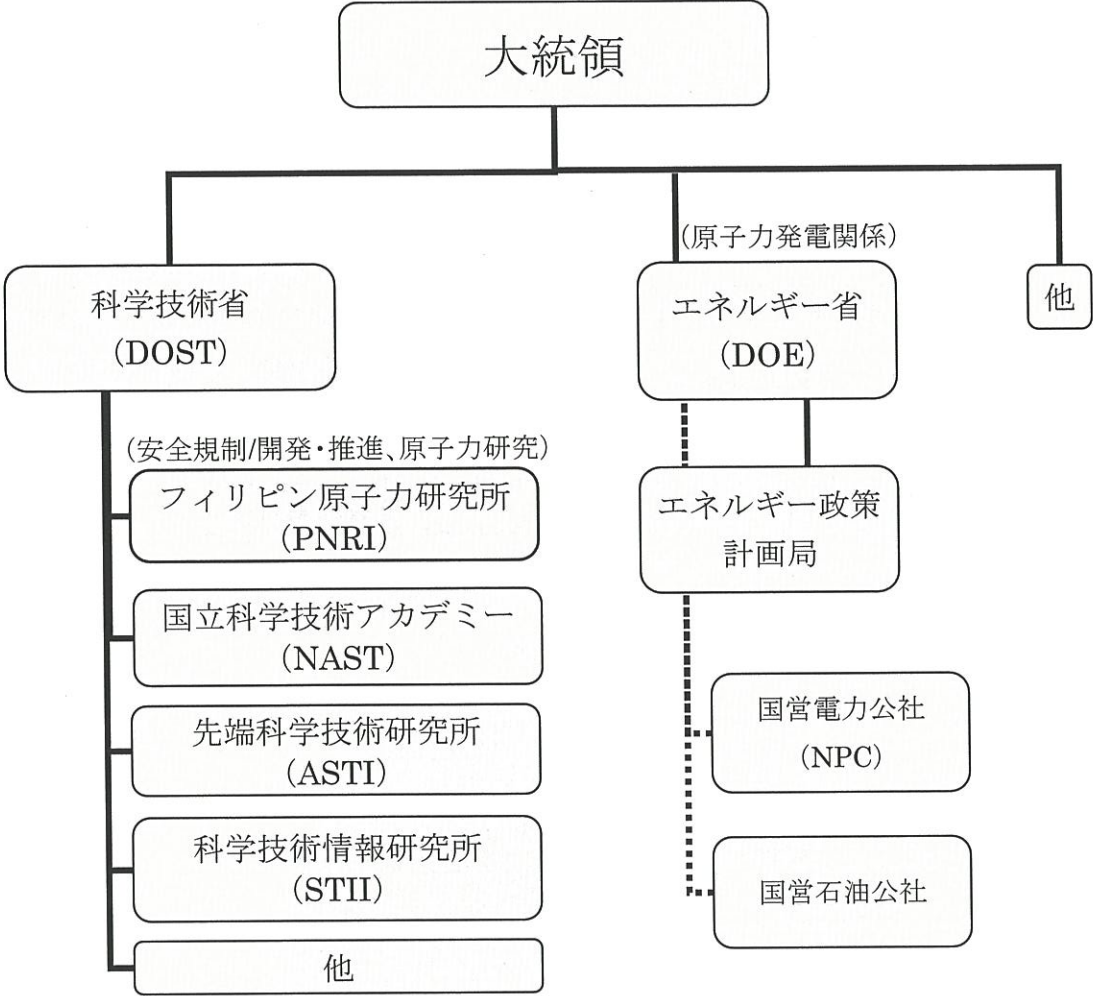 大統領
(原子力発電関係)
科学技術省
(DOST)
エネルギー省
(DOE)
他
(安全規制/開発・推進、原子力研究)
フィリピン原子力研究所
(PNRI)
国立科学技術アカデミー
(NAST)
先端科学技術研究所
(ASTI)
科学技術情報研究所
(STII)
他
エネルギー政策
計画局
国営電力公社
(NPC)
国営石油公社